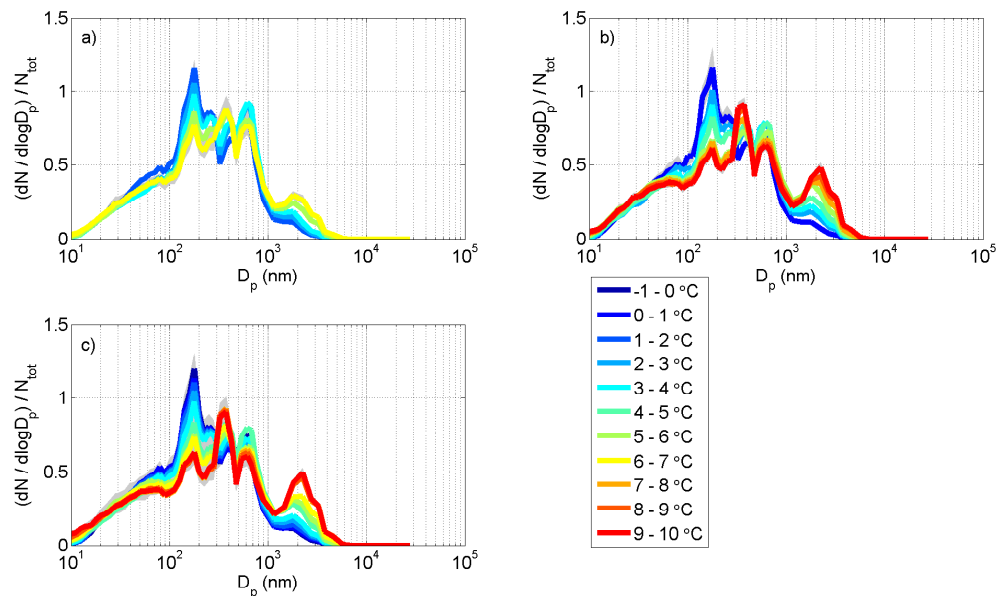 a)
1.5
1
0.5
0
(dN / dlogDp) / Ntot
10^1 10^2 10^3 10^4 10^5
Dp (nm)
b)
1.5
1
0.5
0
(dN / dlogDp) / Ntot
10^1 10^2 10^3 10^4 10^5
Dp (nm)
-1 - 0 °C
0 - 1 °C
1 - 2 °C
2 - 3 °C
3 - 4 °C
4 - 5 °C
5 - 6 °C
6 - 7 °C
7 - 8 °C
8 - 9 °C
9 - 10 °C
c)
1.5
1
0.5
0
(dN / dlogDp) / Ntot
10^1 10^2 10^3 10^4 10^5
Dp (nm)